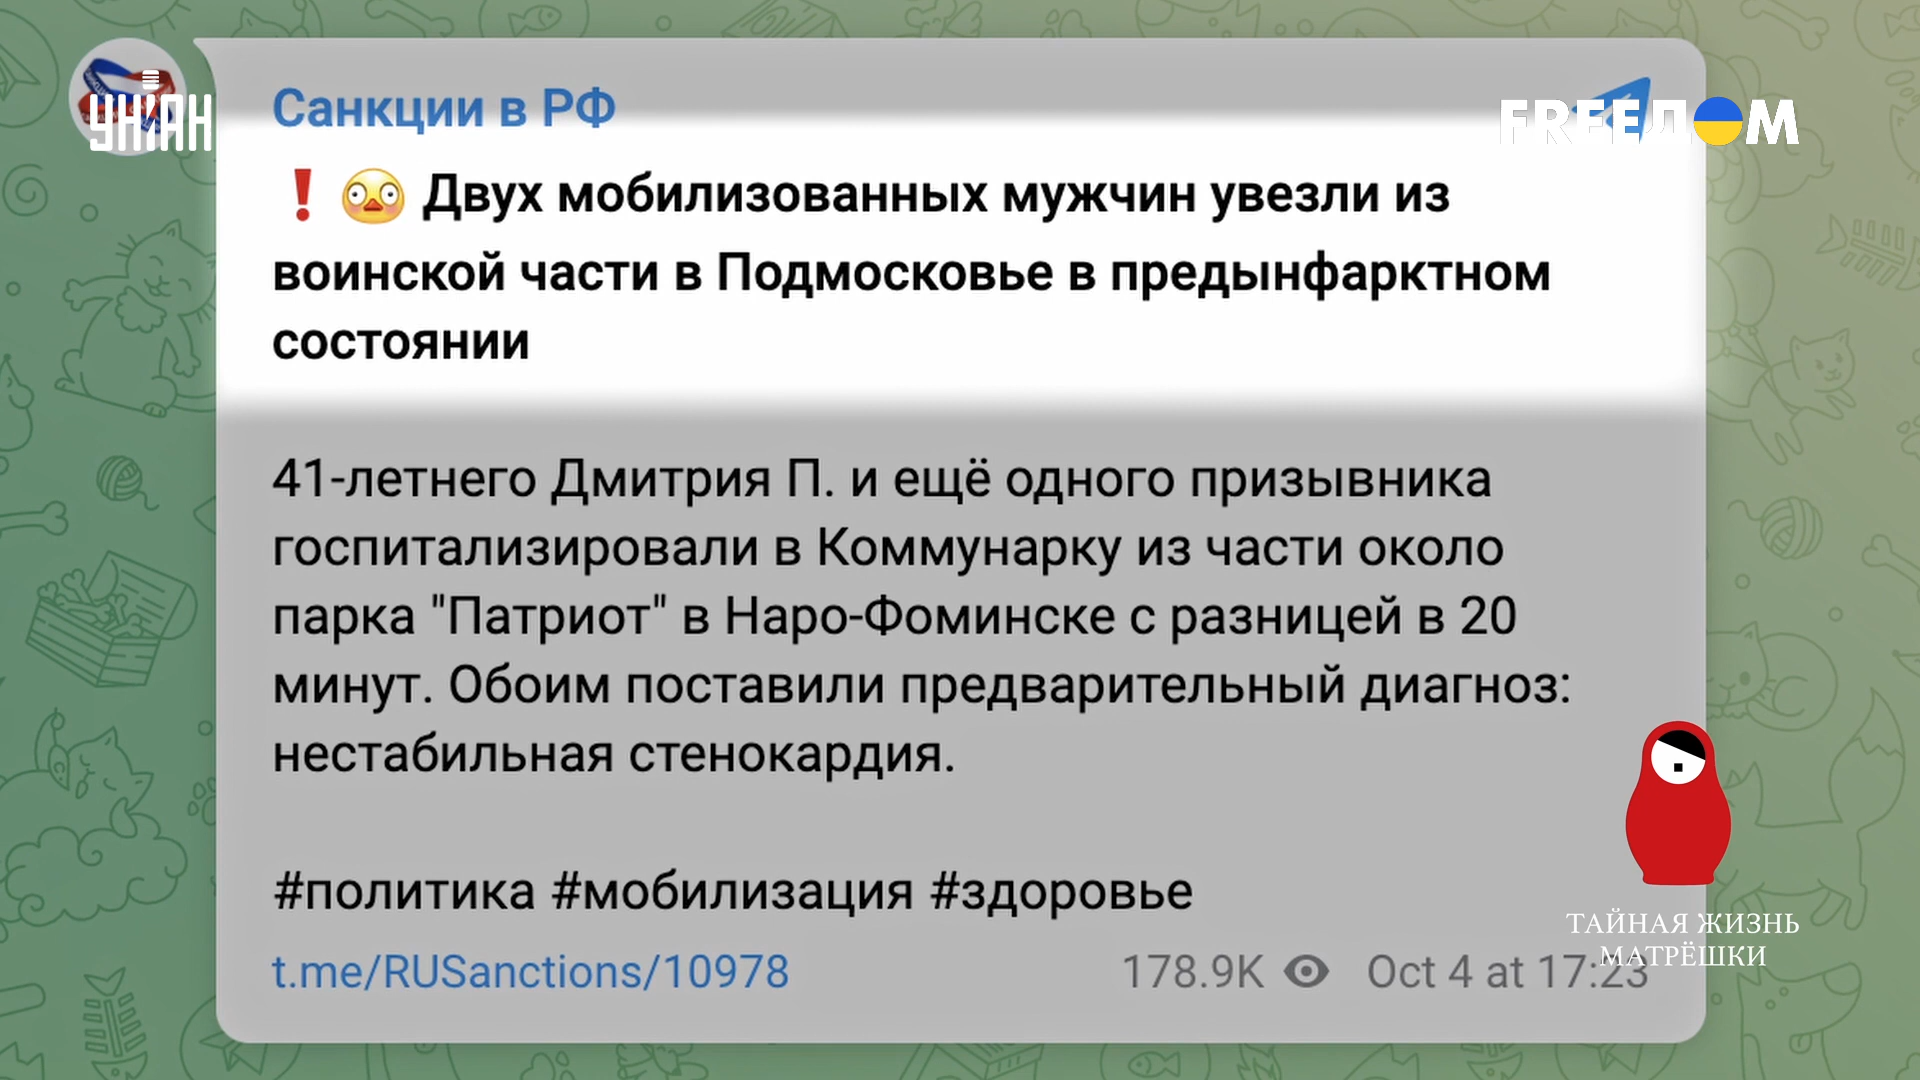 УНІАН
Санкции в РФ
FREEДОМ
❗😳 Двух мобилизованных мужчин увезли из
воинской части в Подмосковье в предынфарктном
состоянии
41-летнего Дмитрия П. и ещё одного призывника
госпитализировали в Коммунарку из части около
парка "Патриот" в Наро-Фоминске с разницей в 20
минут. Обоим поставили предварительный диагноз:
нестабильная стенокардия.
#политика #мобилизация #здоровье
t.me/RUSanctions/10978
178.9K Oct 4 at 17:23
ТАЙНАЯ ЖИЗНЬ
МАТРЁШКИ